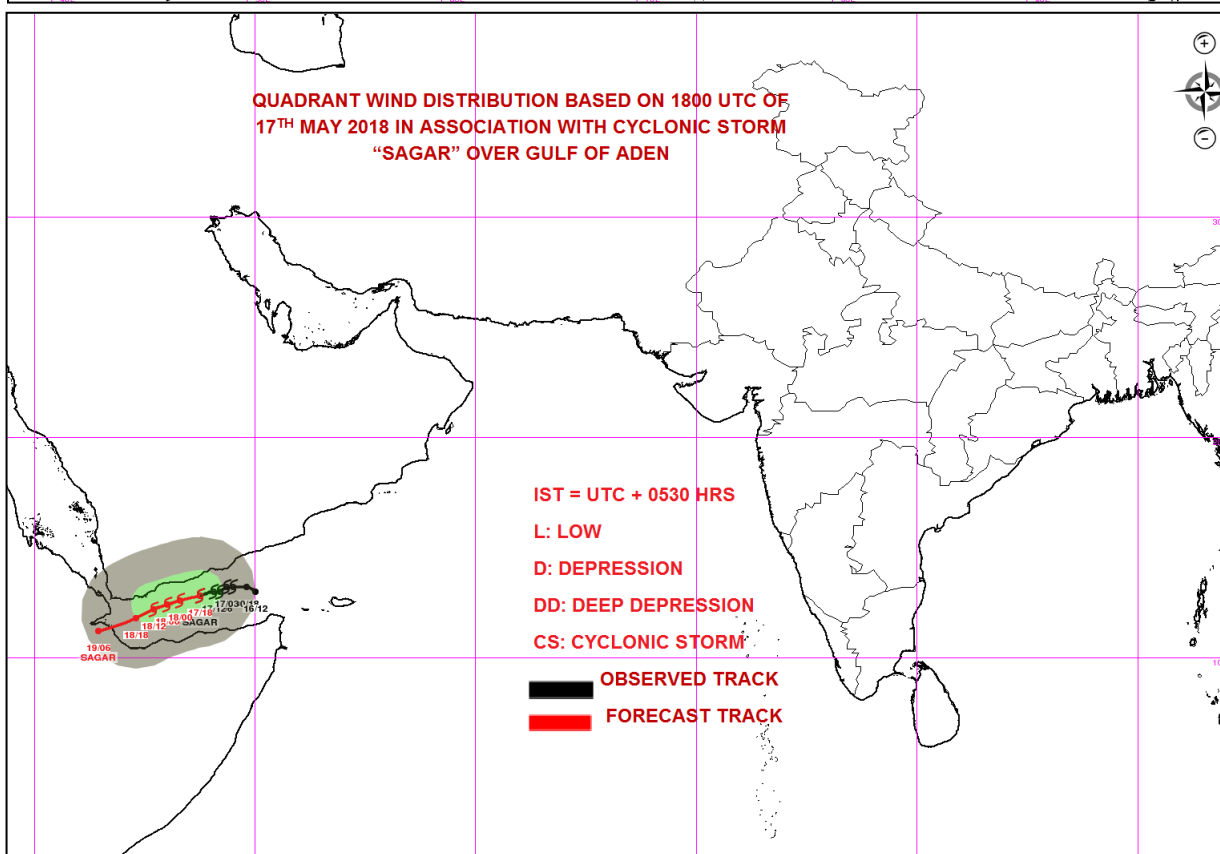 QUADRANT WIND DISTRIBUTION BASED ON 1800 UTC OF
17TH MAY 2018 IN ASSOCIATION WITH CYCLONIC STORM
“SAGAR” OVER GULF OF ADEN
30
IST = UTC + 0530 HRS
L: LOW
D: DEPRESSION
DD: DEEP DEPRESSION
CS: CYCLONIC STORM
OBSERVED TRACK
FORECAST TRACK
10
16/12
17/18
18/00
SAGAR
18/12
18/18
19/06
SAGAR